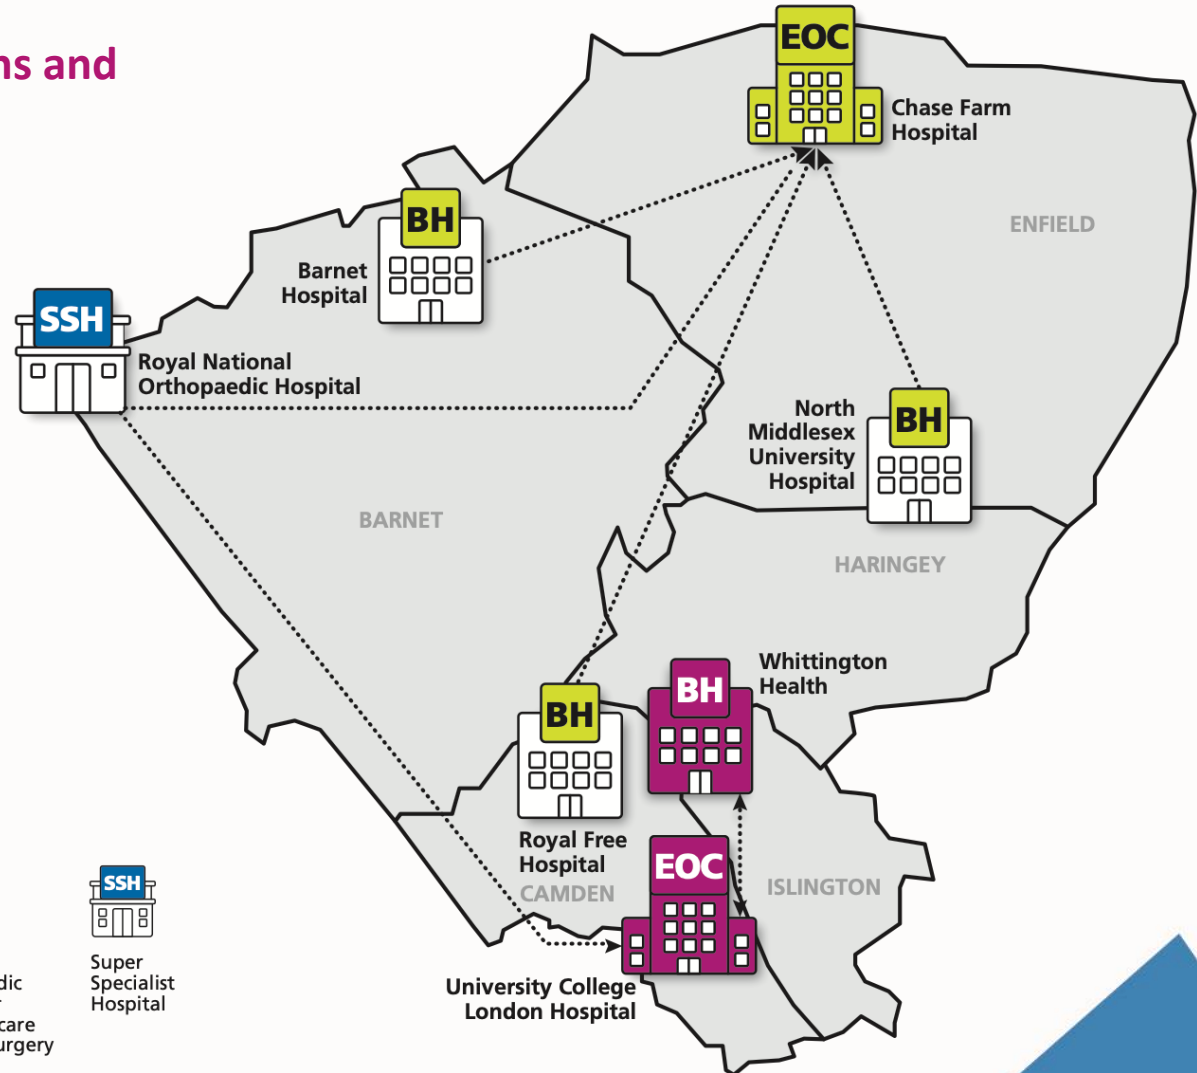 and
EOC
Chase Farm
Hospital
ENFIELD
BH
Barnet
Hospital
SSH
Royal National
Orthopaedic Hospital
North
Middlesex
University
Hospital
BH
BARNET
HARINGEY
Whittington
Health
BH
BH
Royal Free
Hospital
CAMDEN
EOC
ISLINGTON
University College
London Hospital
SSH
Super
Specialist
Hospital
care